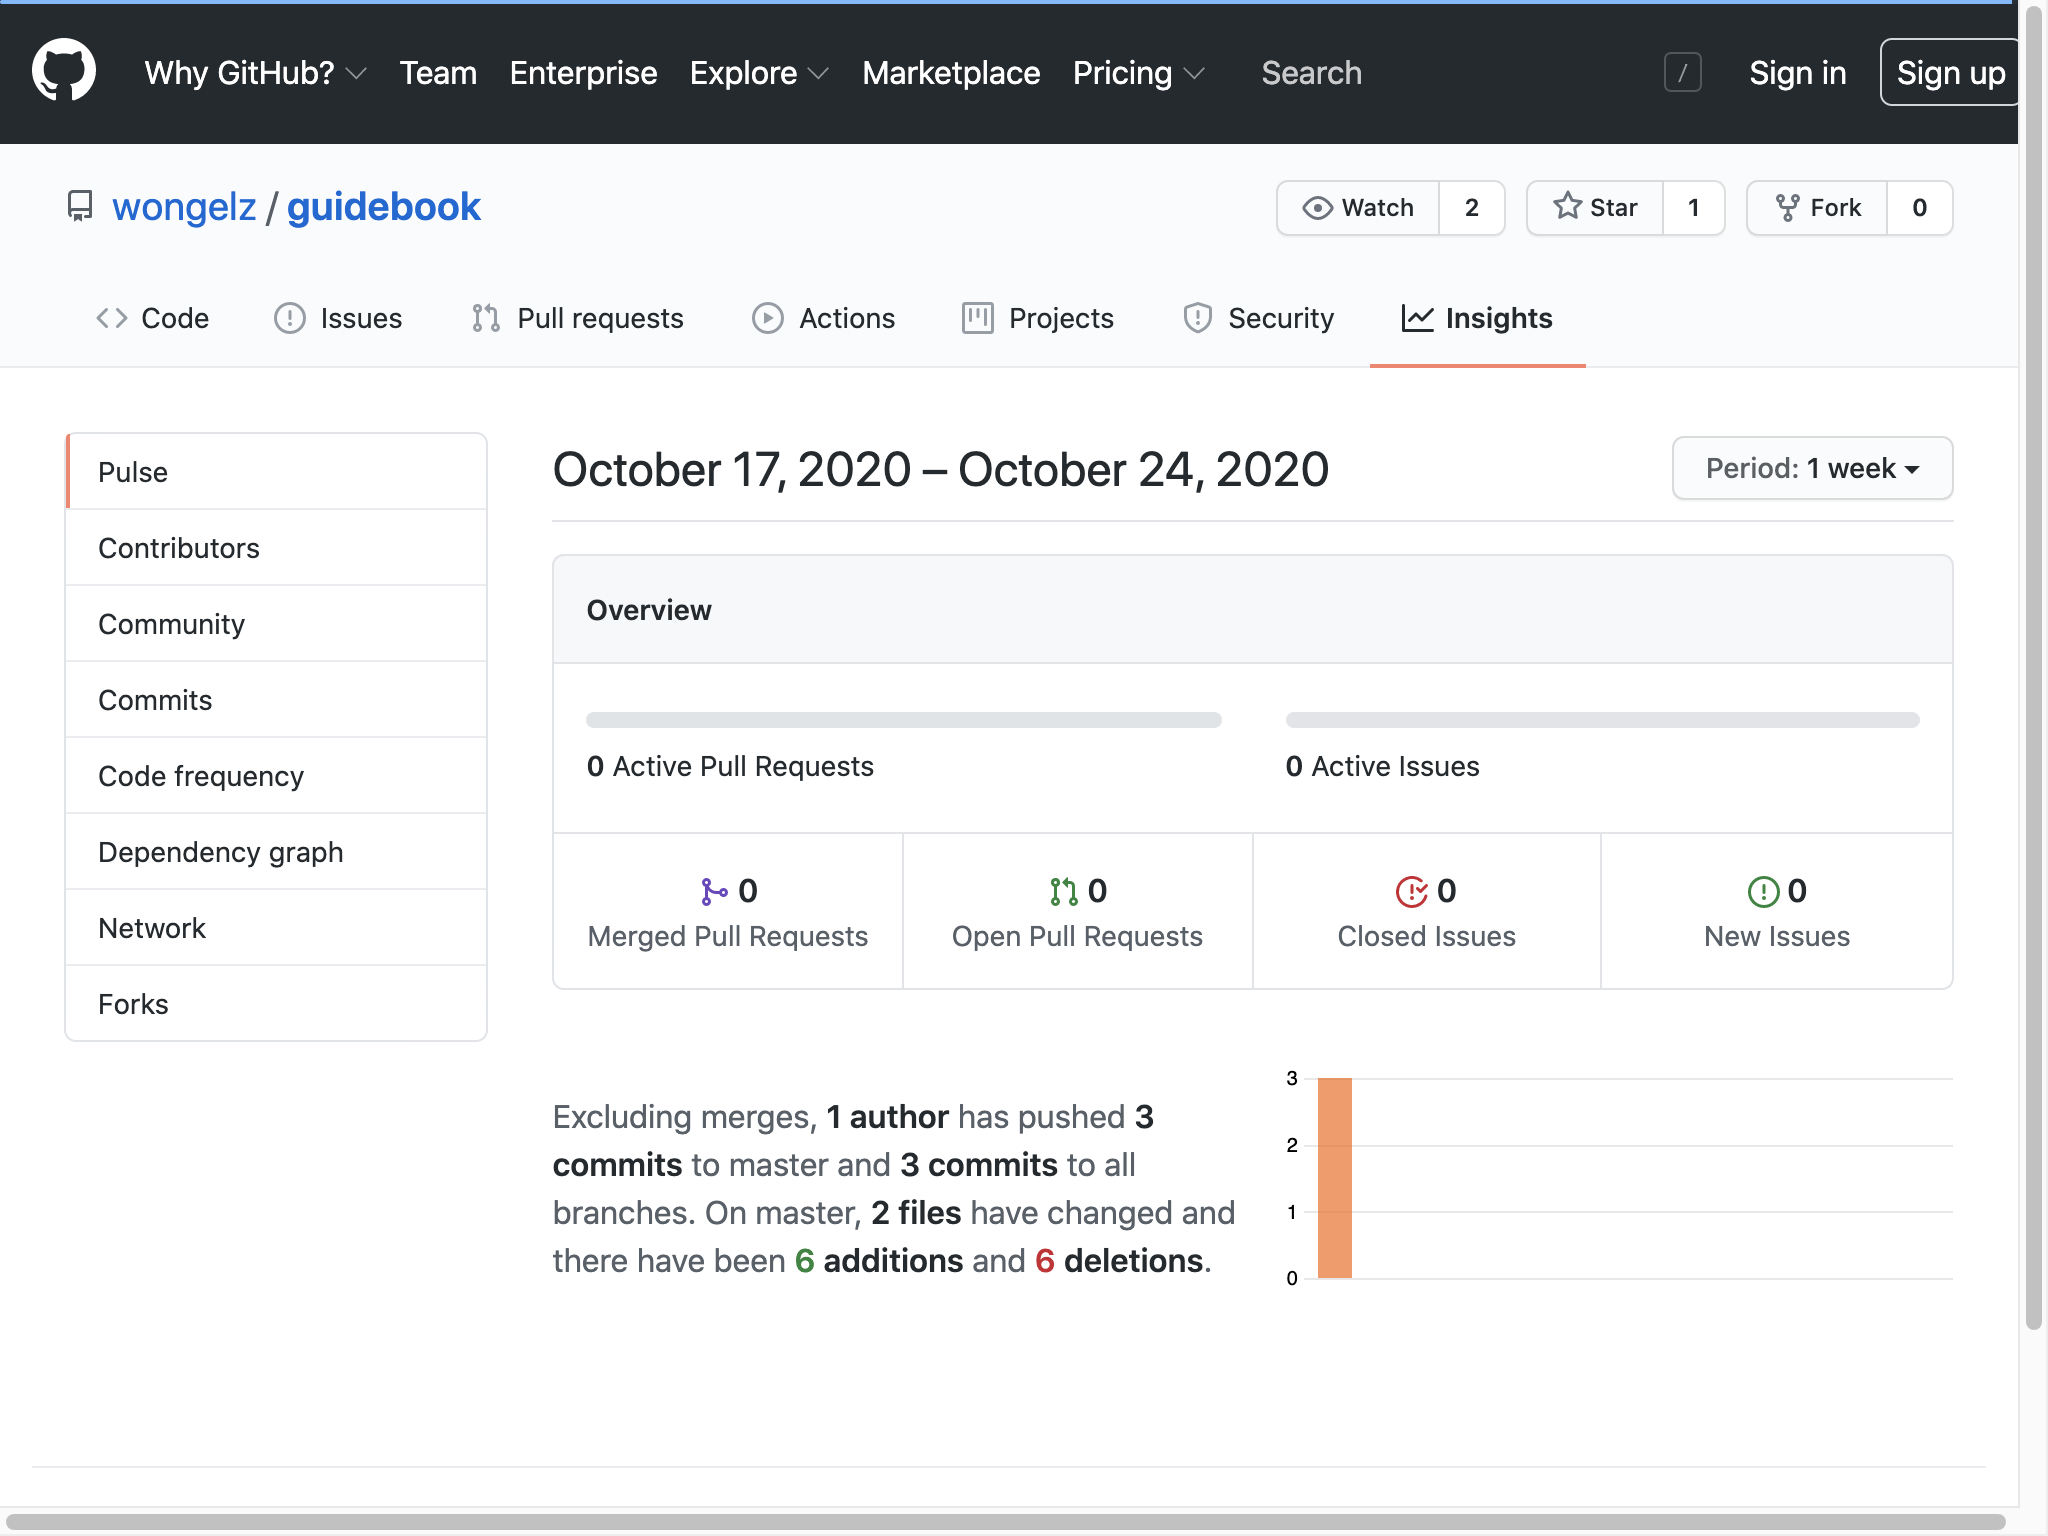 Why GitHub? Team Enterprise Explore Marketplace Pricing Search / Sign in Sign up
wongelz / guidebook
Watch 2 Star 1 Fork 0
Code Issues Pull requests Actions Projects Security Insights
Pulse
Contributors
Community
Commits
Code frequency
Dependency graph
Network
Forks
October 17, 2020 – October 24, 2020
Period: 1 week
Overview
0 Active Pull Requests
0 Active Issues
0
Merged Pull Requests
0
Open Pull Requests
0
Closed Issues
0
New Issues
Excluding merges, 1 author has pushed 3
commits to master and 3 commits to all
branches. On master, 2 files have changed and
there have been 6 additions and 6 deletions.
3
2
1
0